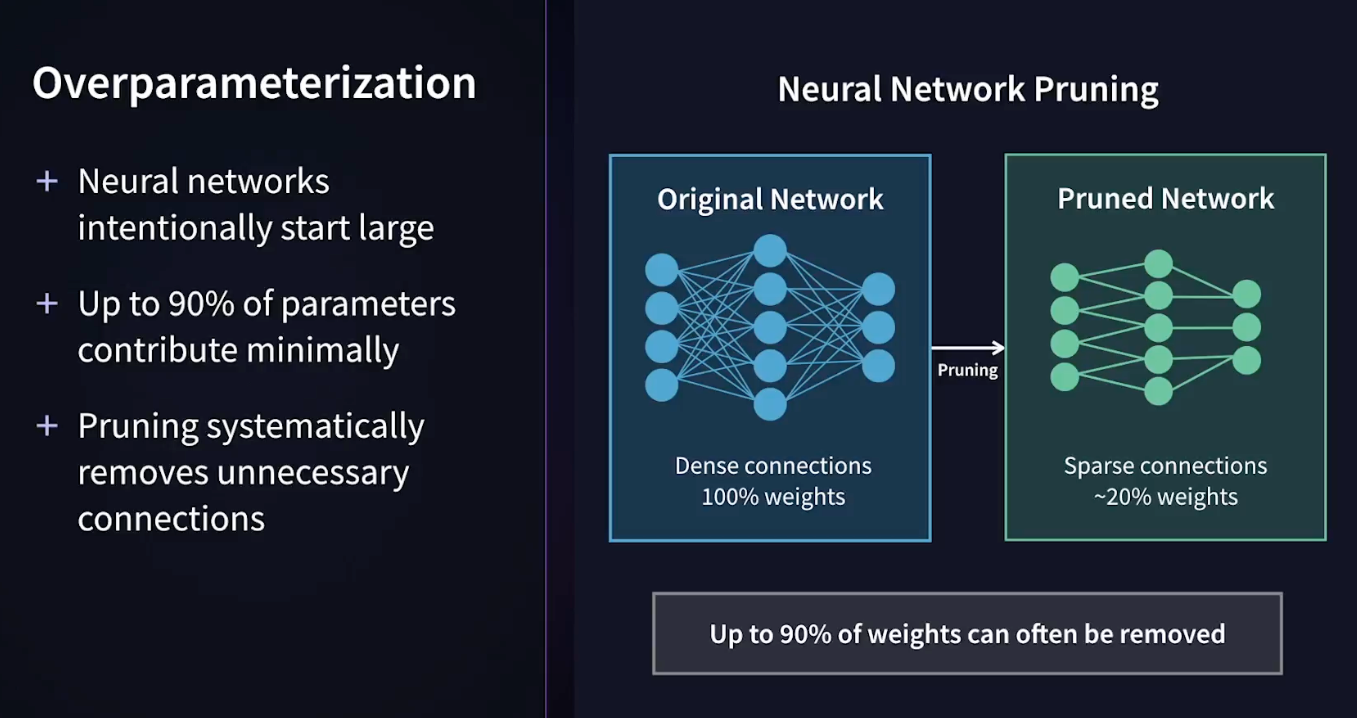 Overparameterization
+ Neural networks
intentionally start large
+ Up to 90% of parameters
contribute minimally
+ Pruning systematically
removes unnecessary
connections
Neural Network Pruning
Original Network
Dense connections
100% weights
Pruning
Pruned Network
Sparse connections
~20% weights
Up to 90% of weights can often be removed